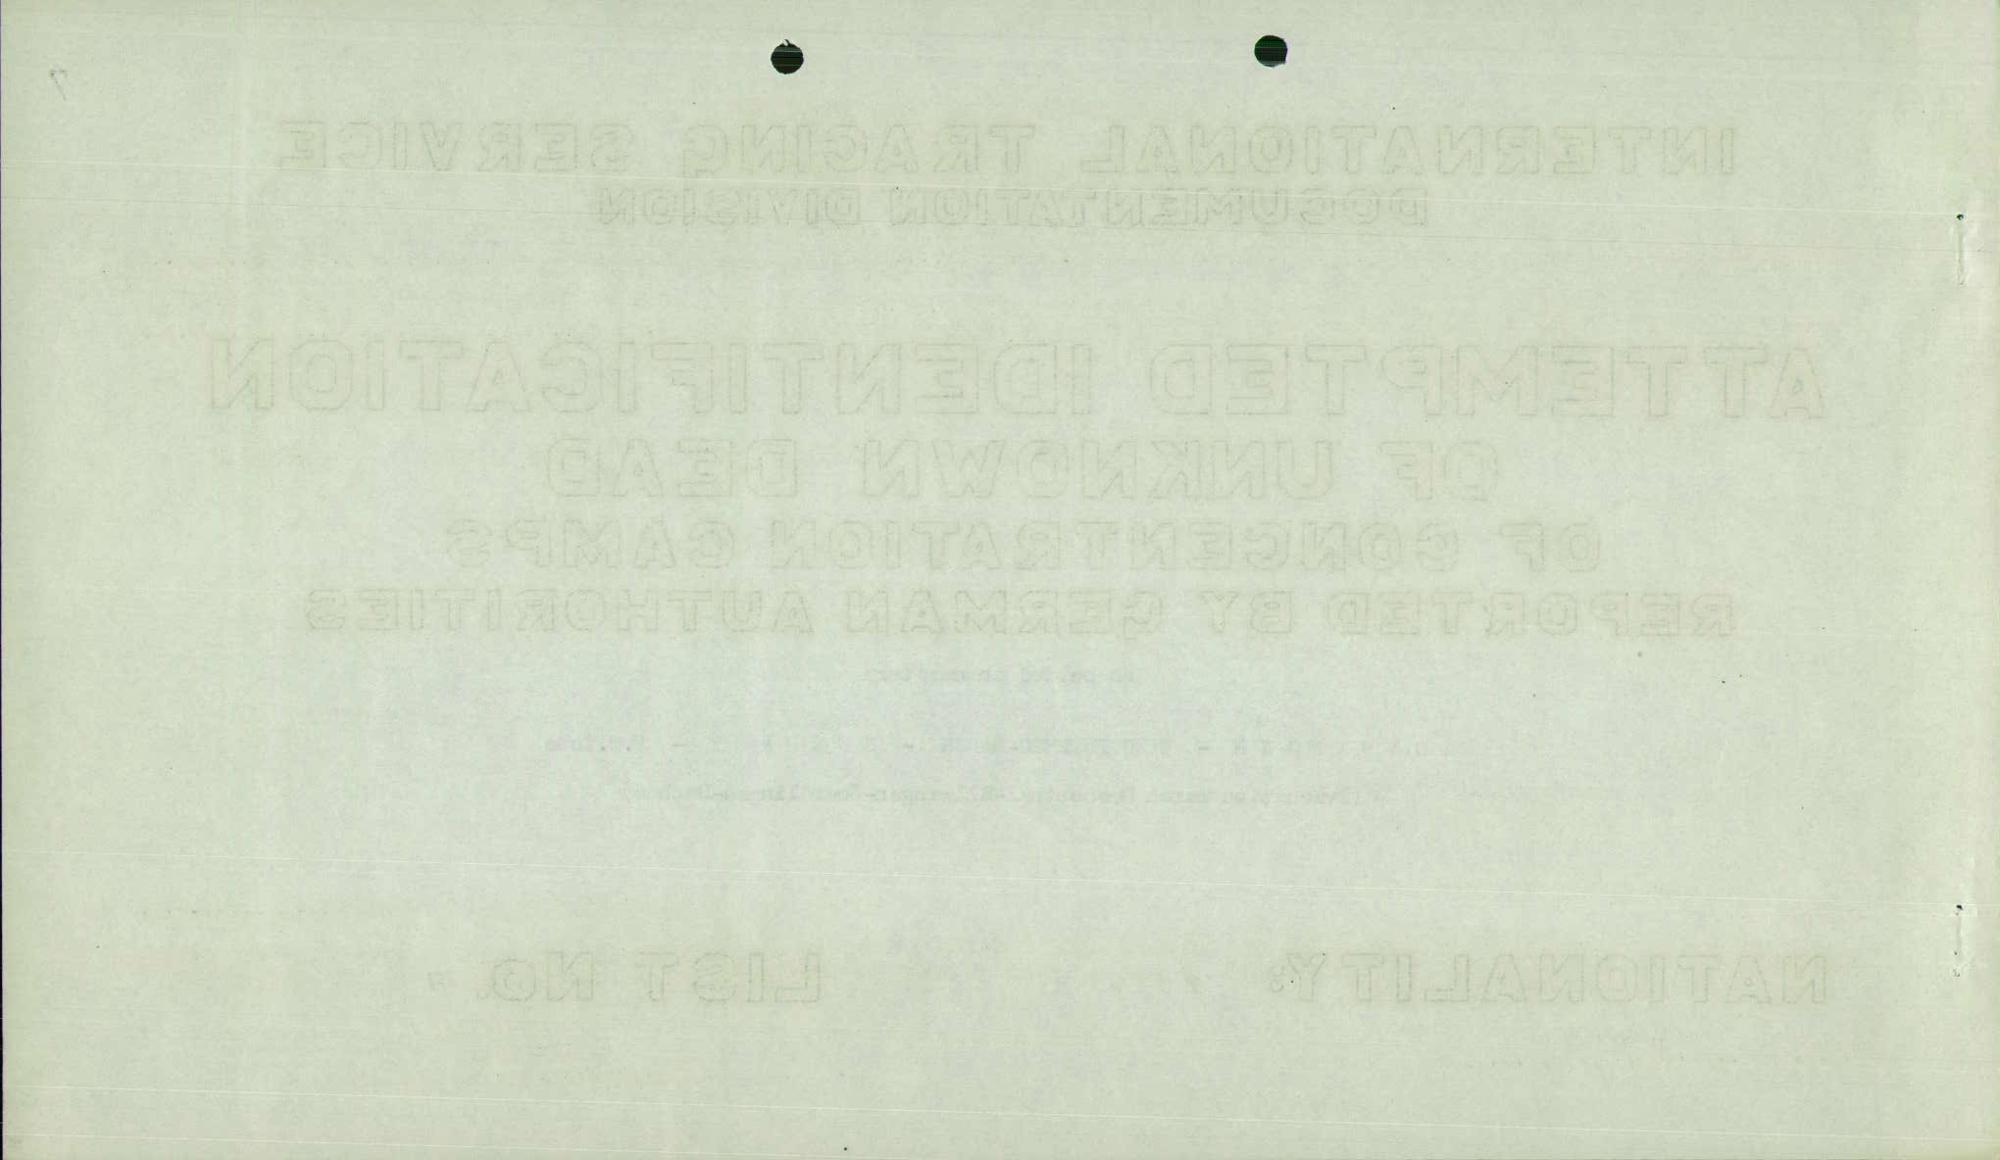 INTERNATIONAL TRACING SERVICE
DOCUMENTATION DIVISION
ATTEMPTED IDENTIFICATION
OF UNKNOWN DEAD
OF CONCENTRATION CAMPS
REPORTED BY GERMAN AUTHORITIES
NATIONALITY: LIST NO.
7